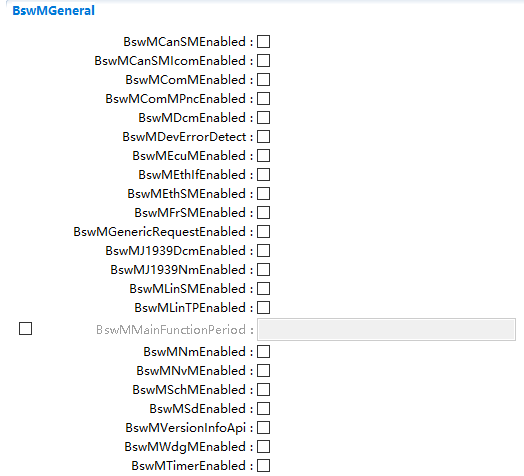 BswMGeneral
BswMCanSMEnabled :
BswMCanSMIcomEnabled :
BswMComMEnabled :
BswMComMPncEnabled :
BswMDcmEnabled :
BswMDevErrorDetect :
BswMEcuMEnabled :
BswMEthIfEnabled :
BswMEthSMEnabled :
BswMFrSMEnabled :
BswMGenericRequestEnabled :
BswMJ1939DcmEnabled :
BswMJ1939NmEnabled :
BswMLinSMEnabled :
BswMLinTPEnabled :
BswMMainFunctionPeriod :
BswMNmEnabled :
BswMNvMEnabled :
BswMSchMEnabled :
BswMSdEnabled :
BswMVersionInfoApi :
BswMWdgMEnabled :
BswMTimerEnabled :